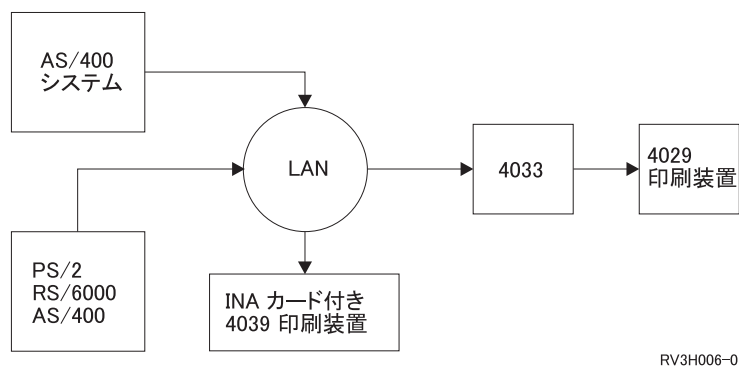 AS/400
システム
LAN
4033
4029
印刷装置
PS/2
RS/6000
AS/400
INA カード付き
4039 印刷装置
RV3H006-0